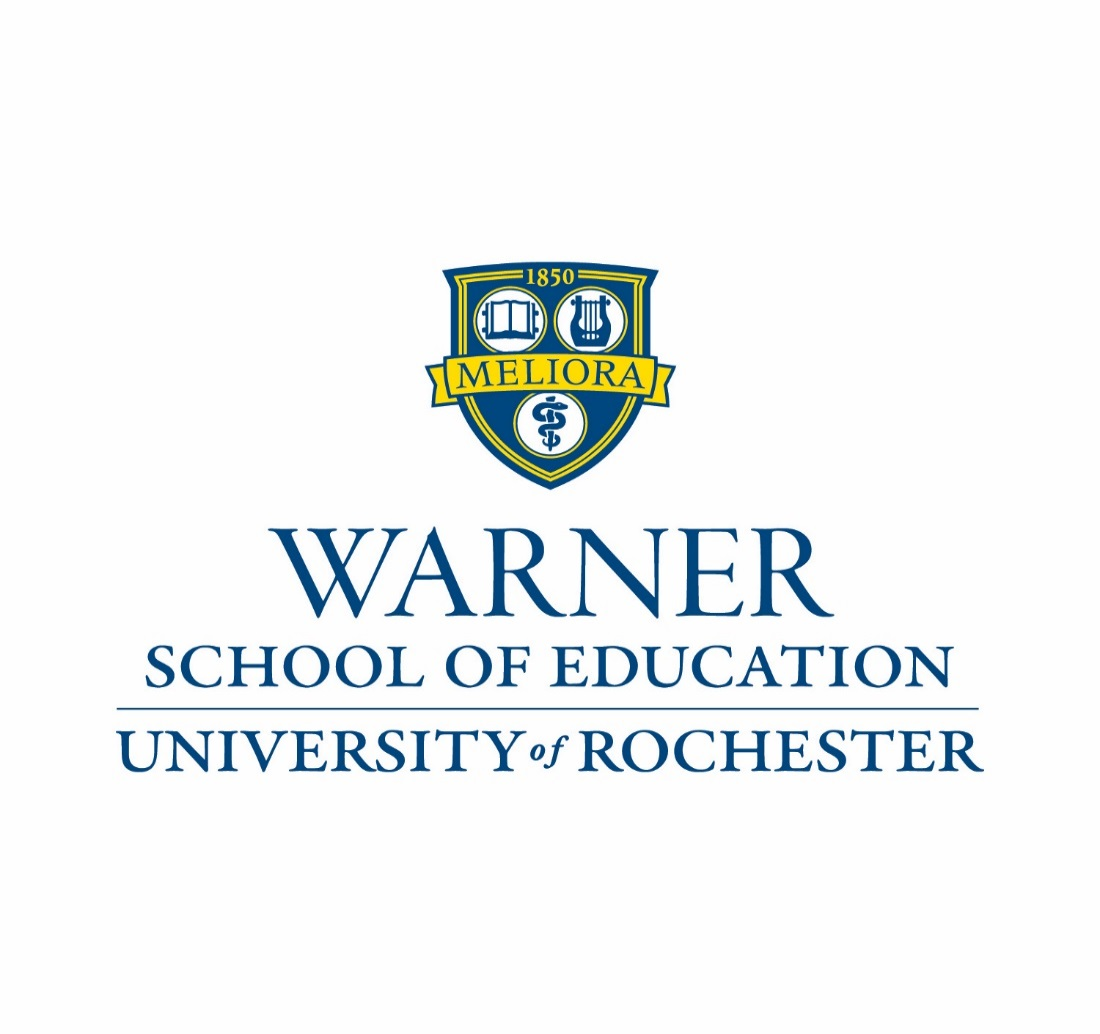 1850
MELIORA
WARNER
SCHOOL OF EDUCATION
UNIVERSITY of ROCHESTER